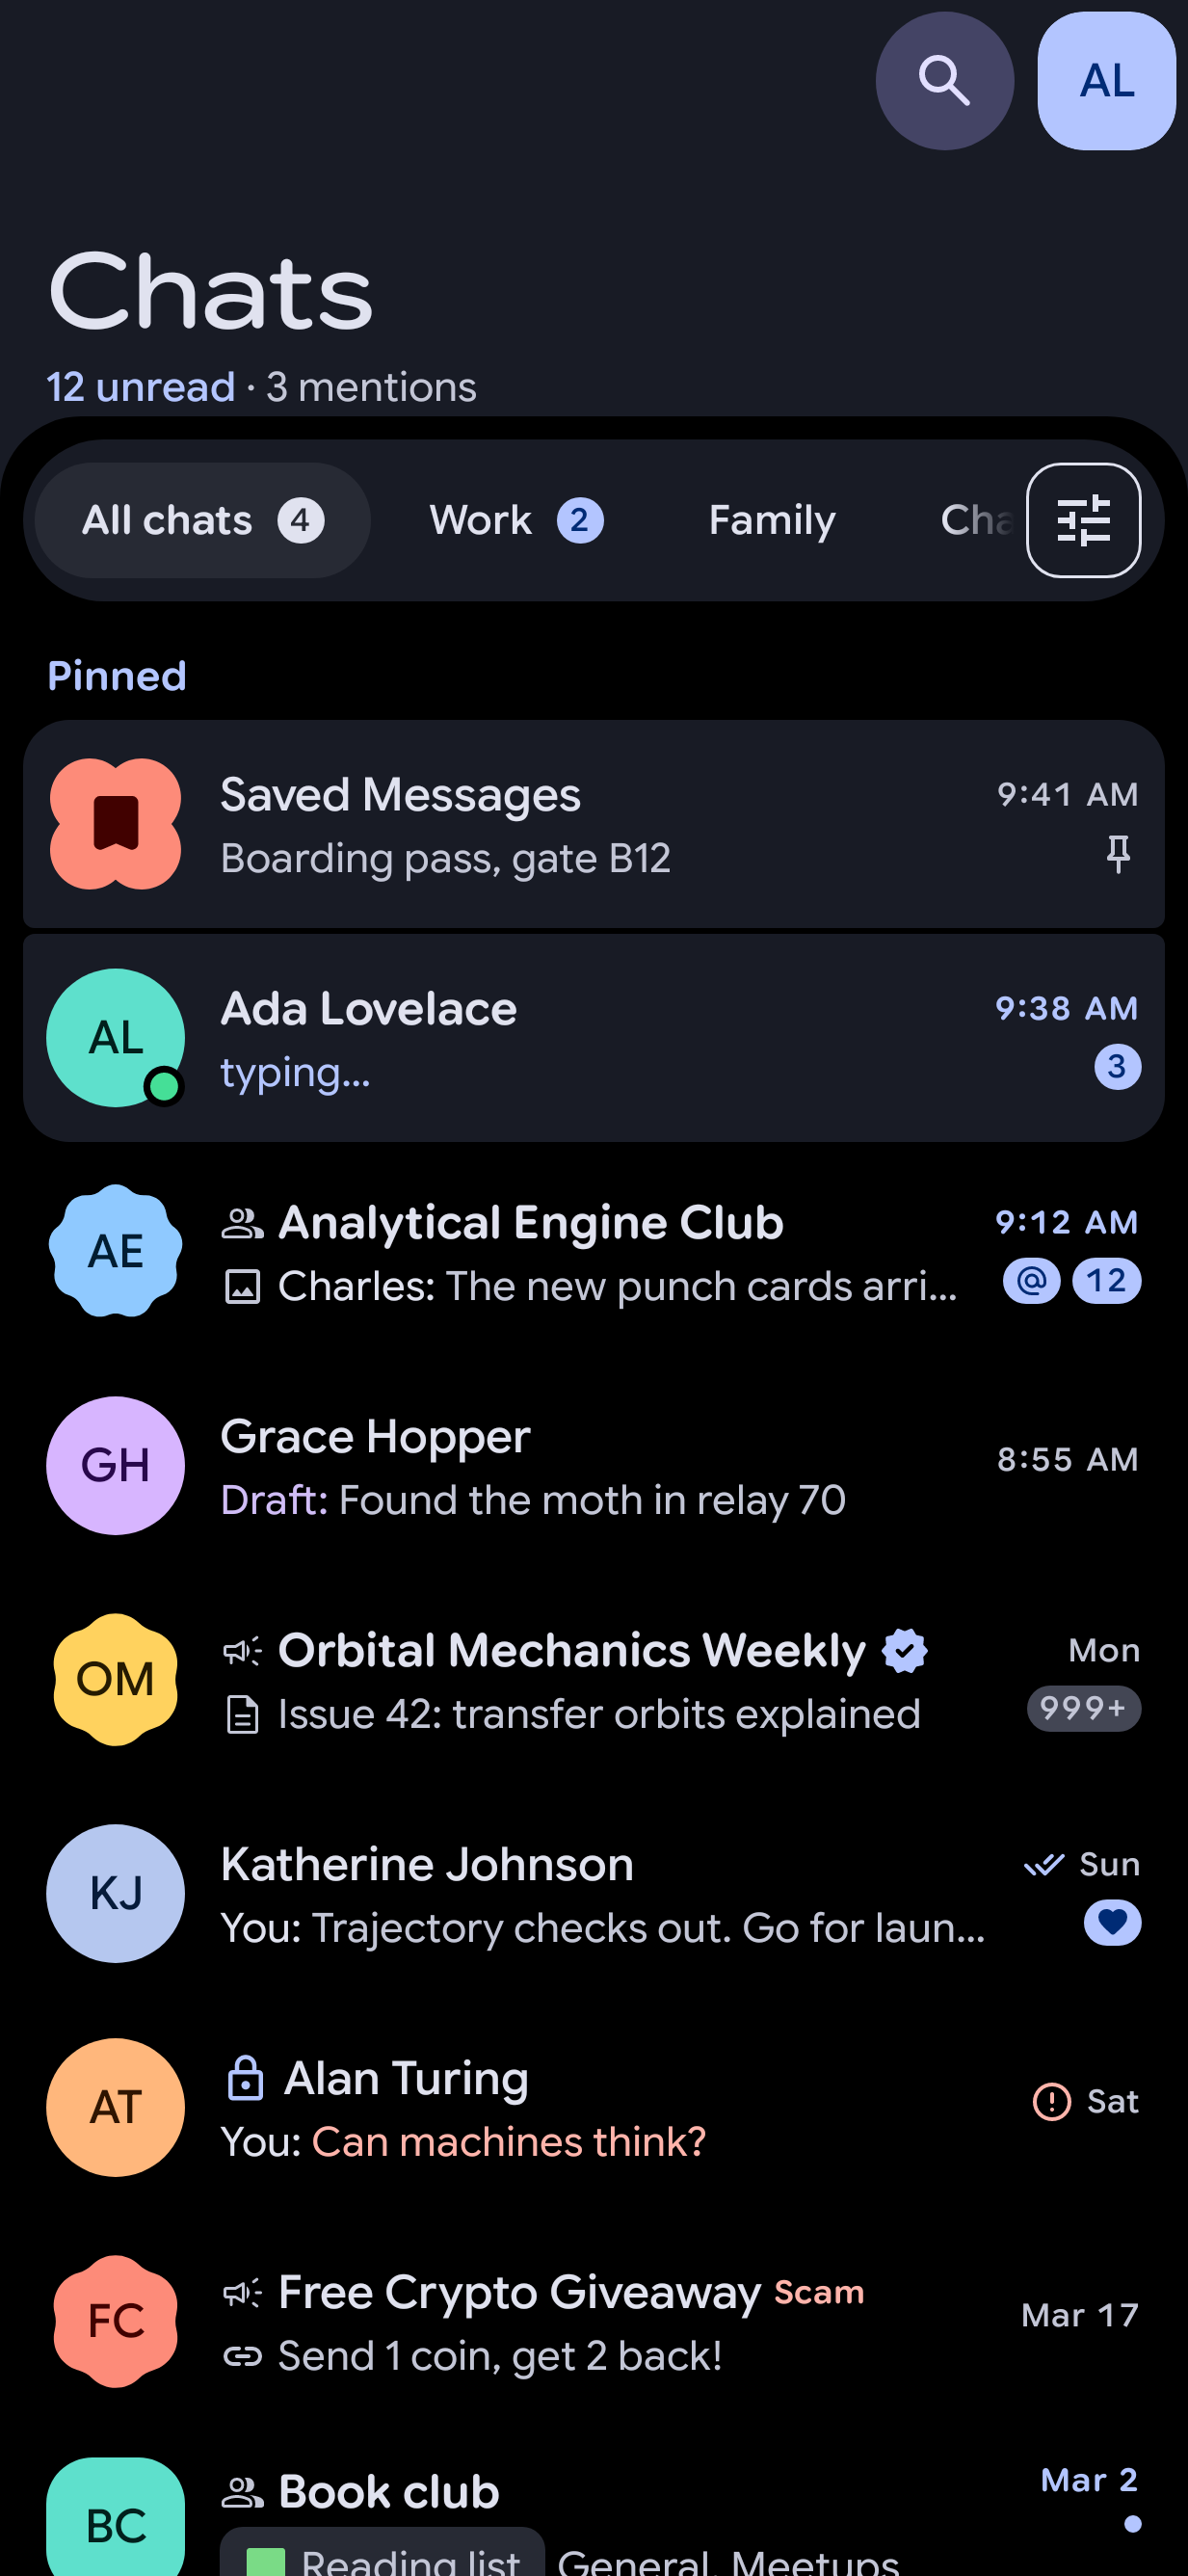 AL
Chats
12 unread · 3 mentions
All chats 4 Work 2 Family Cha
Pinned
Saved Messages 9:41 AM
Boarding pass, gate B12
AL Ada Lovelace 9:38 AM
typing... 3
AE Analytical Engine Club 9:12 AM
Charles: The new punch cards arri... @ 12
GH Grace Hopper 8:55 AM
Draft: Found the moth in relay 70
OM Orbital Mechanics Weekly Mon
Issue 42: transfer orbits explained 999+
KJ Katherine Johnson Sun
You: Trajectory checks out. Go for laun...
AT Alan Turing Sat
You: Can machines think?
FC Free Crypto Giveaway Scam Mar 17
Send 1 coin, get 2 back!
BC Book club Mar 2
Reading list General, Meetups